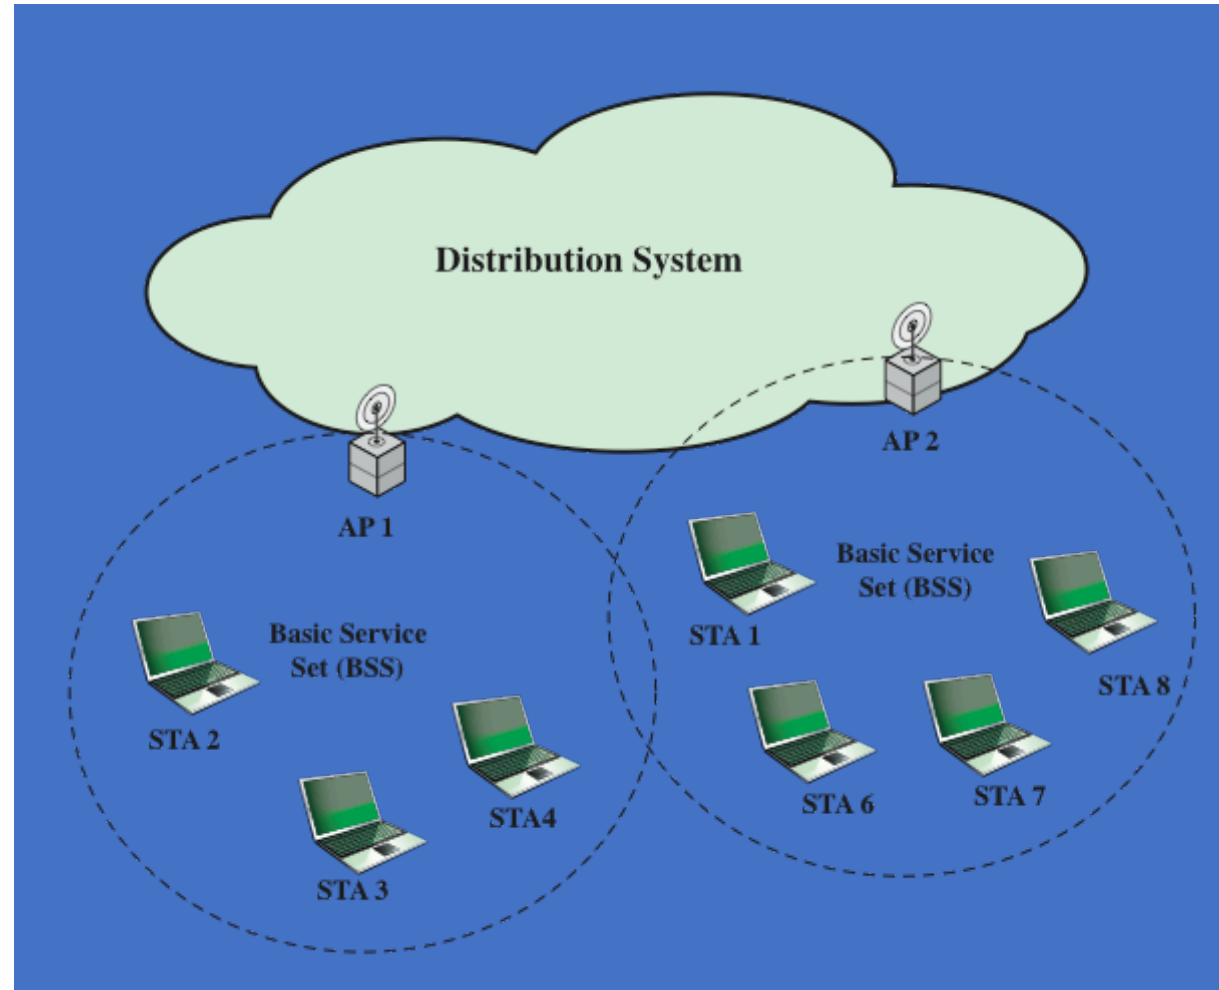 Distribution System
AP 2
AP 1
Basic Service
Set (BSS)
STA 1
Basic Service
Set (BSS)
STA 8
STA 2
STA 6
STA 7
STA4
STA 3